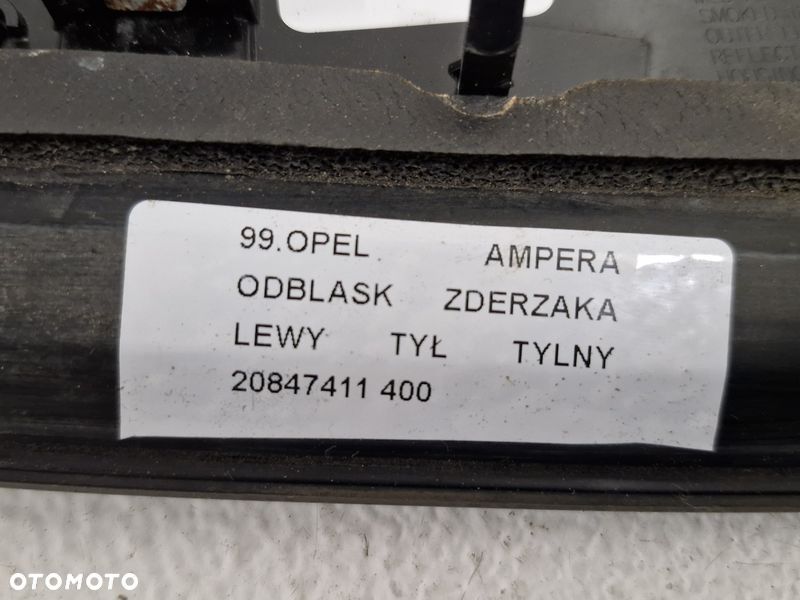 99.OPEL AMPERA
ODBLASK ZDERZAKA
LEWY TYŁ TYLNY
20847411 400
OTOMOTO